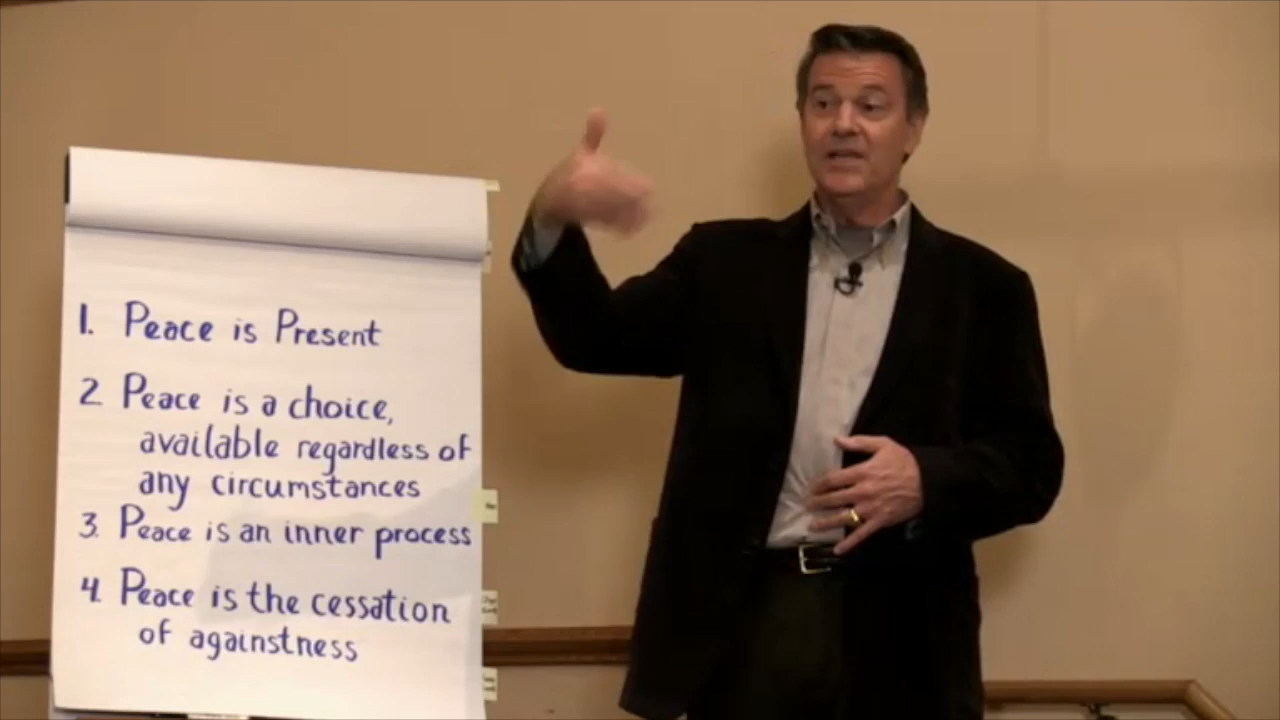 1. Peace is Present
2 Peace is a choice,
available regardless of
any circumstances
3. Peace is an inner process
4 Peace is the cessation
of againstness